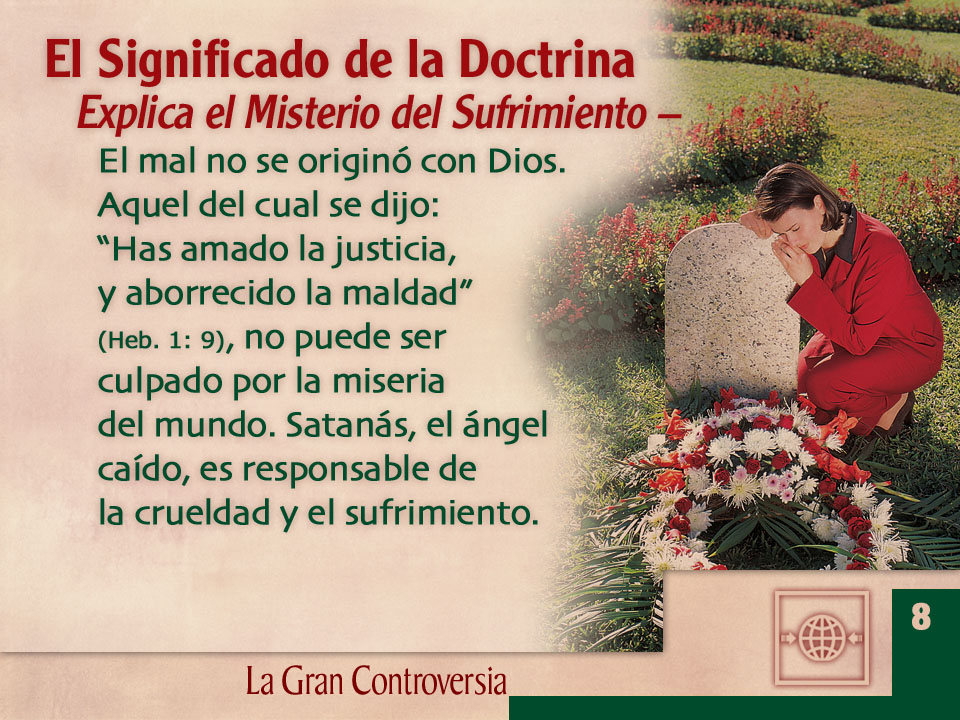 El Significado de la Doctrina
Explica el Misterio del Sufrimiento –
El mal no se originó con Dios.
Aquel del cual se dijo:
“Has amado la justicia,
y aborrecido la maldad”
(Heb. 1: 9), no puede ser
culpado por la miseria
del mundo. Satanás, el ángel
caído, es responsable de
la crueldad y el sufrimiento.
8
La Gran Controversia